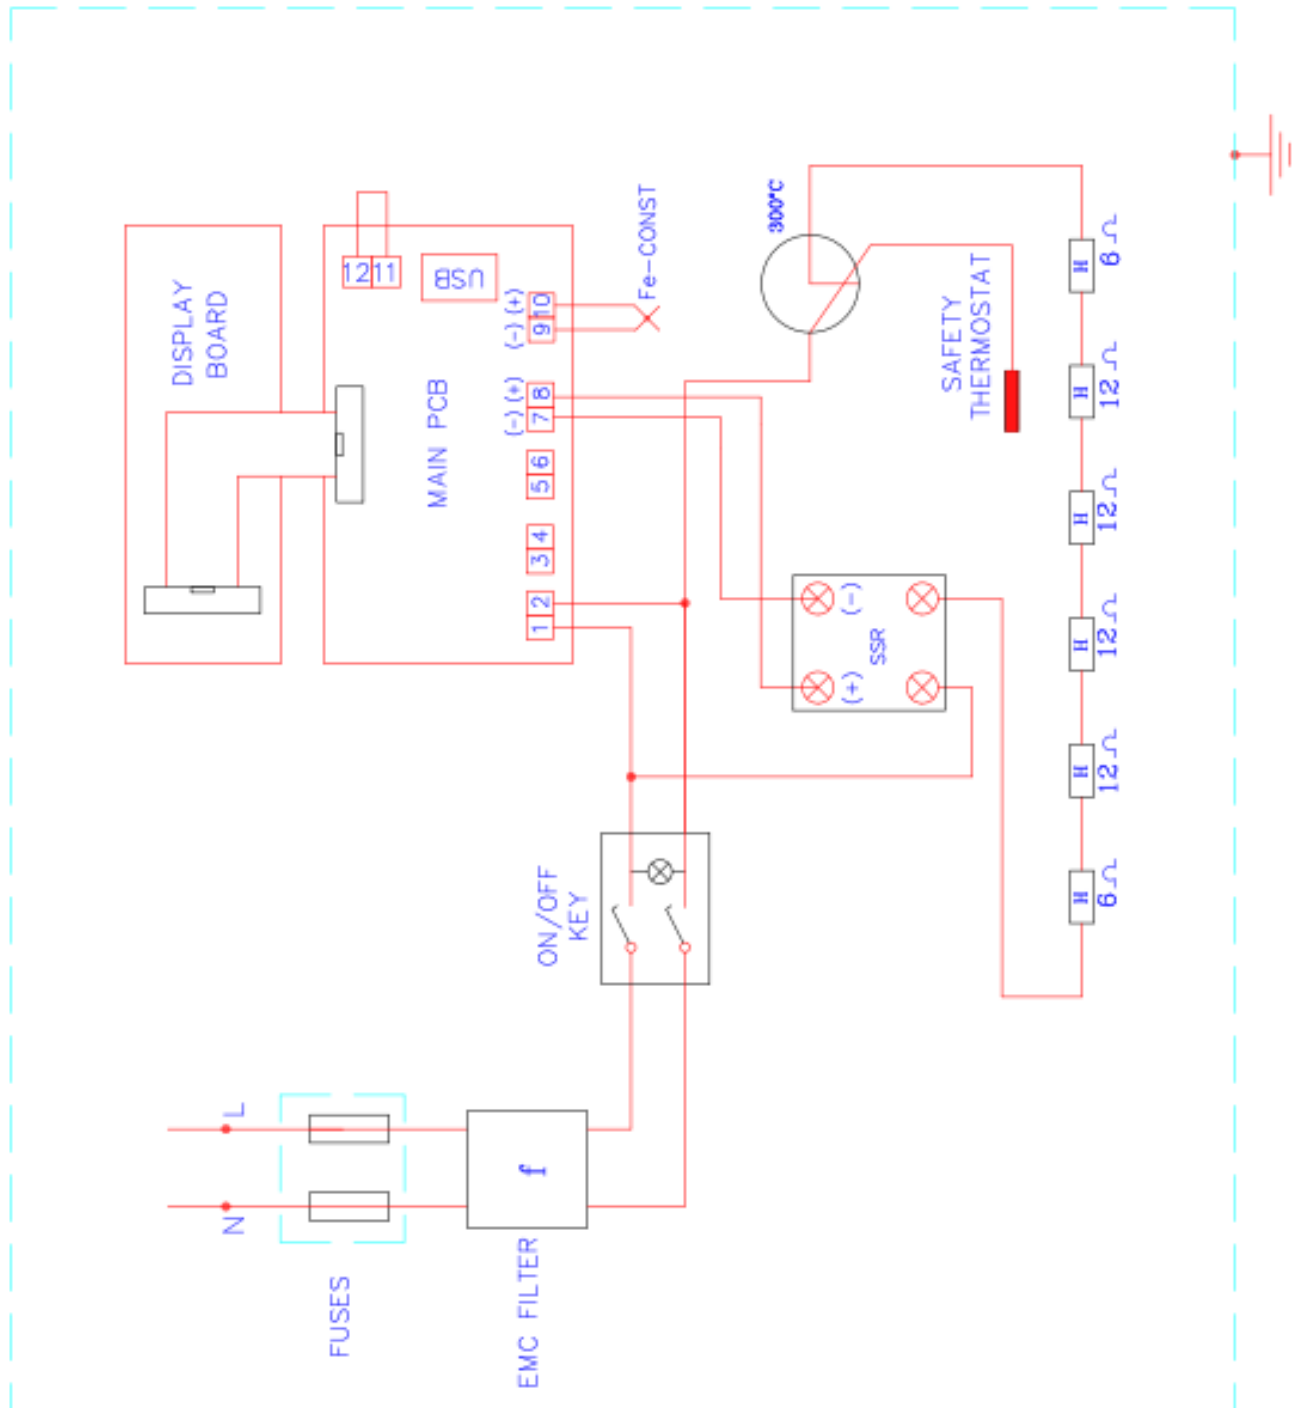 DISPLAY
BOARD
12 11
USB
MAIN PCB
(-) (+)
9 10
Fe-CONST
(-) (+)
7 8
5 6
3 4
1 2
300°C
SAFETY
THERMOSTAT
(-)
(+)
SSR
H
6
H
12
H
12
H
12
H
12
H
6
ON/OFF
KEY
L
N
FUSES
f
EMC FILTER